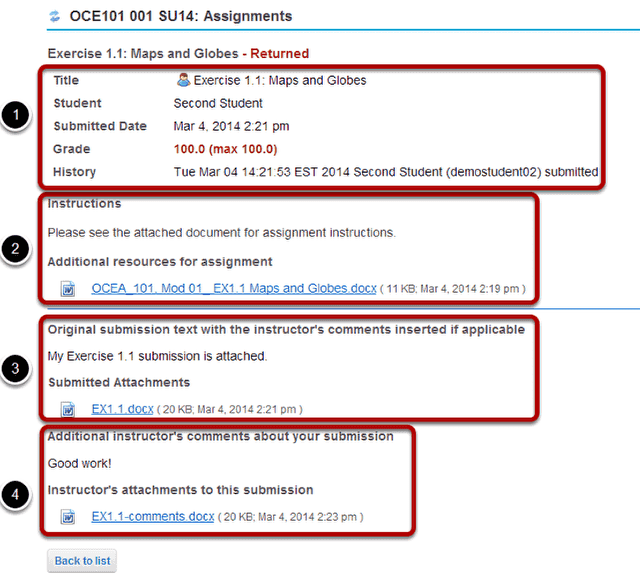 OCE101 001 SU14: Assignments
Exercise 1.1: Maps and Globes - Returned
1
Title Exercise 1.1: Maps and Globes
Student Second Student
Submitted Date Mar 4, 2014 2:21 pm
Grade 100.0 (max 100.0)
History Tue Mar 04 14:21:53 EST 2014 Second Student (demostudent02) submitted
2
Instructions
Please see the attached document for assignment instructions.
Additional resources for assignment
OCEA_101, Mod 01_ EX1.1 Maps and Globes.docx ( 11 KB; Mar 4, 2014 2:19 pm )
3
Original submission text with the instructor's comments inserted if applicable
My Exercise 1.1 submission is attached.
Submitted Attachments
EX1.1.docx ( 20 KB; Mar 4, 2014 2:21 pm )
4
Additional instructor's comments about your submission
Good work!
Instructor's attachments to this submission
EX1.1-comments.docx ( 20 KB; Mar 4, 2014 2:23 pm )
Back to list